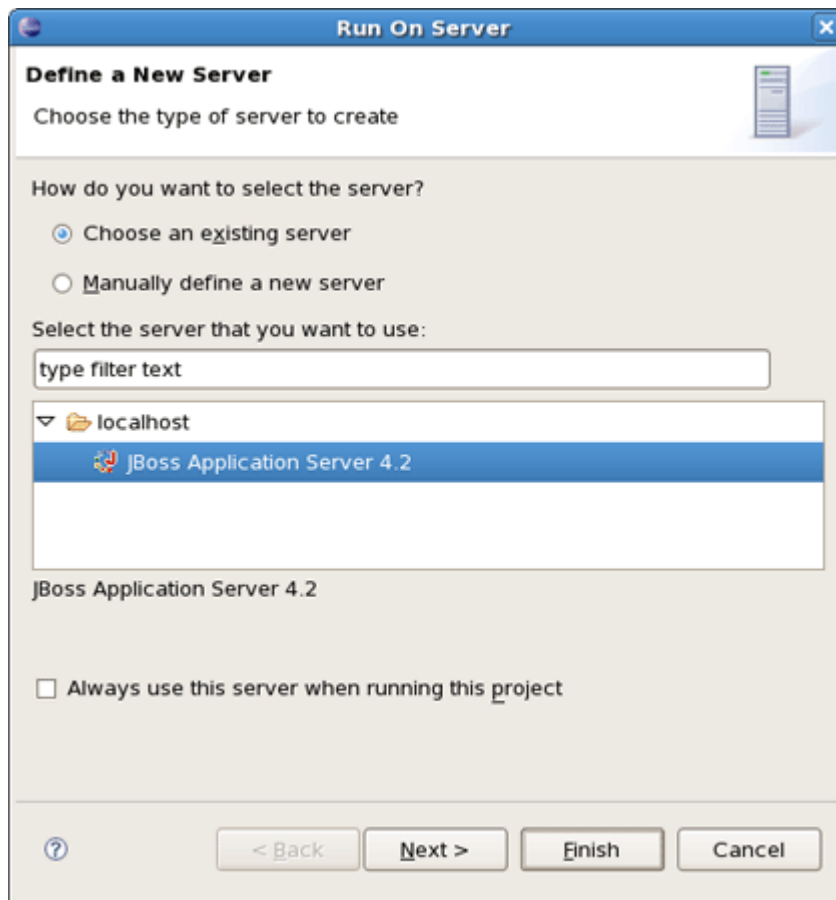 Run On Server
Define a New Server
Choose the type of server to create
How do you want to select the server?
Choose an existing server
Manually define a new server
Select the server that you want to use:
type filter text
localhost
JBoss Application Server 4.2
JBoss Application Server 4.2
Always use this server when running this project
? < Back Next > Finish Cancel